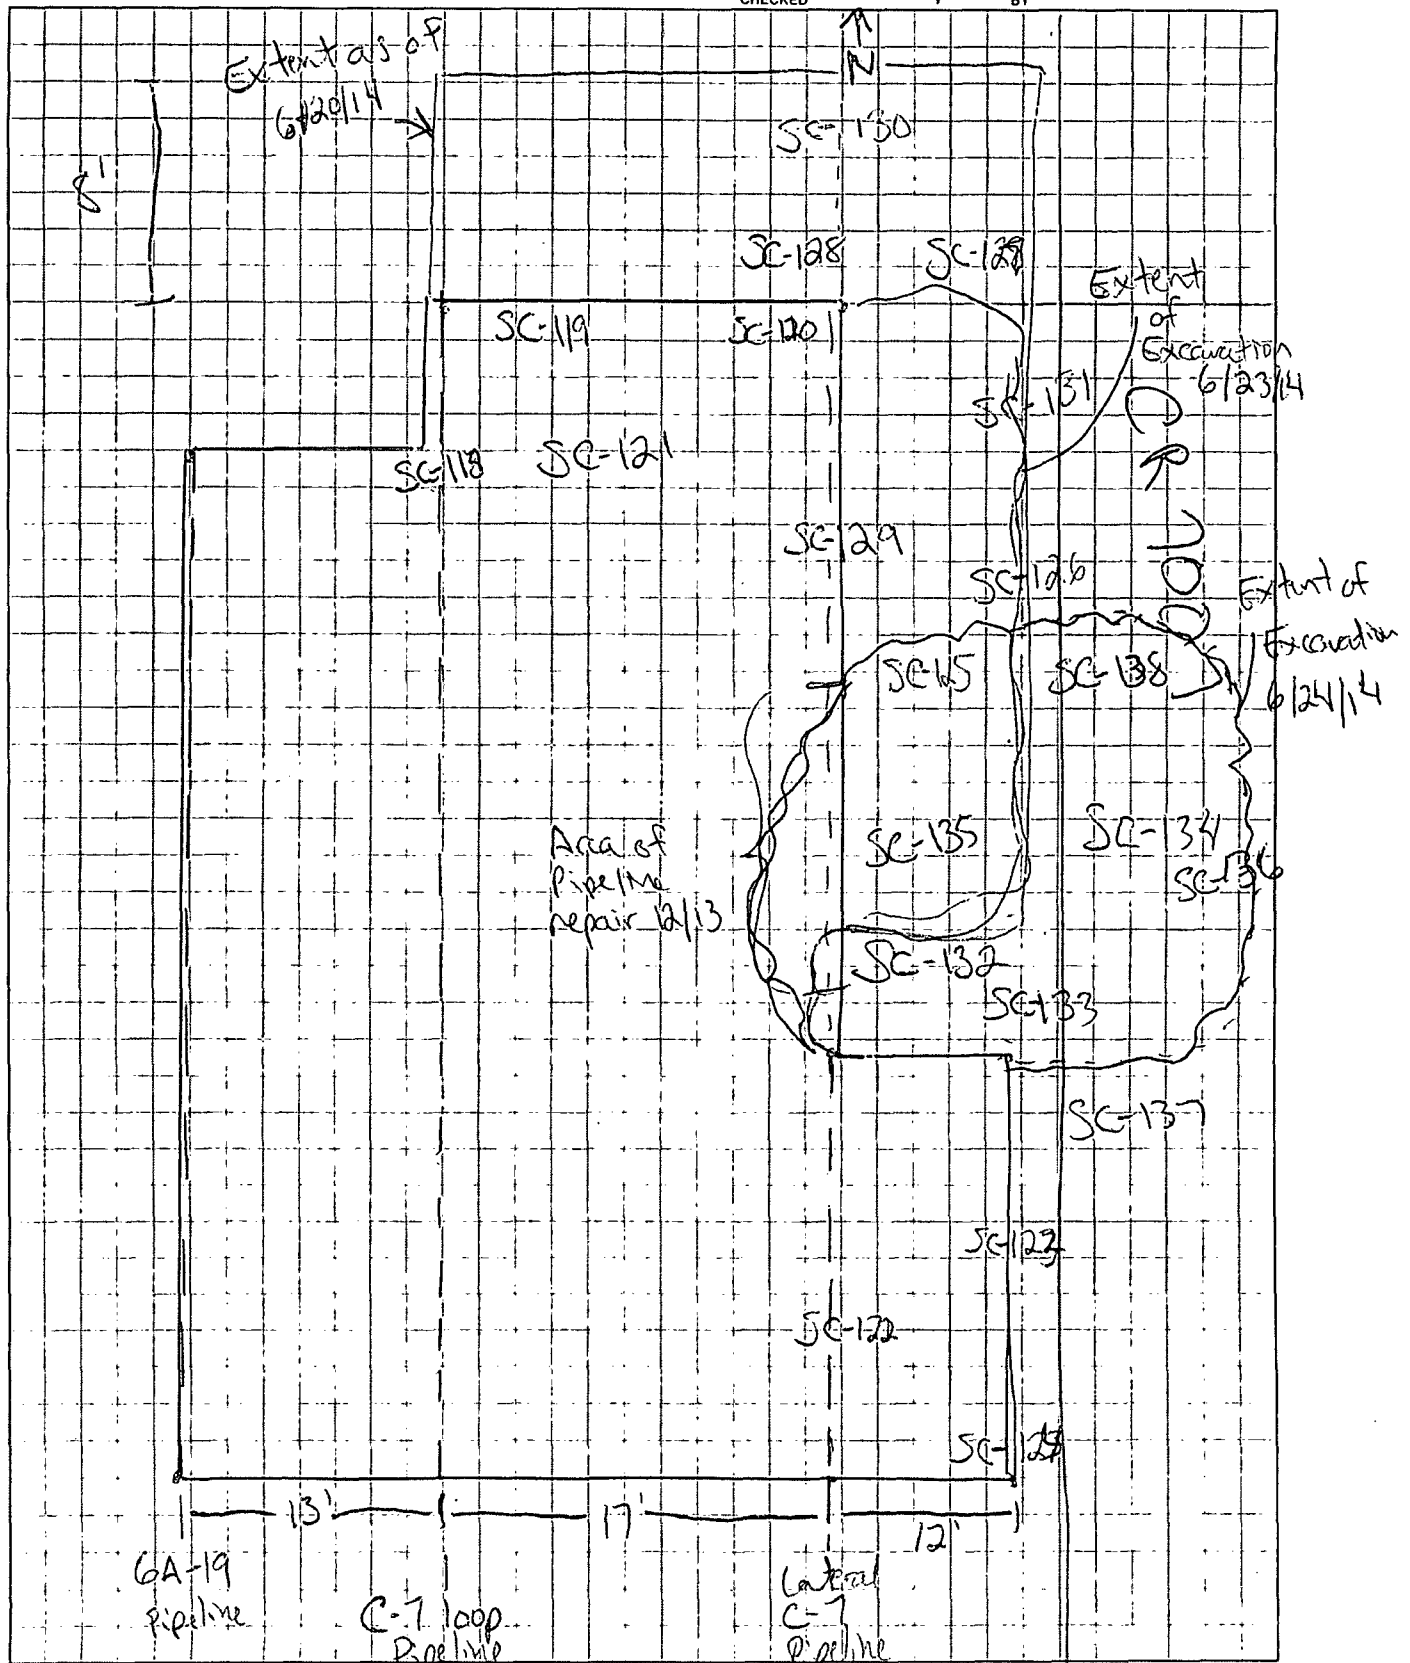 CHECKED BY
N
Extent as of
6/20/14
8'
SC-130
SC-128
SC-129
Extent
of
Excavation
6/23/14
SC-119
SC-120
SC-131
SC-118
SC-121
SC-129
SC-126
Extent of
Excavation
6/24/14
SC-125
SC-138
SC-135
SC-134
SC-136
Area of
Pipeline
repair 12/13
SC-132
SC-133
SC-137
SC-123
SC-122
13'
17'
12'
6A-19
Pipeline
C-7 loop
Pipeline
Lateral
C-7
Pipeline